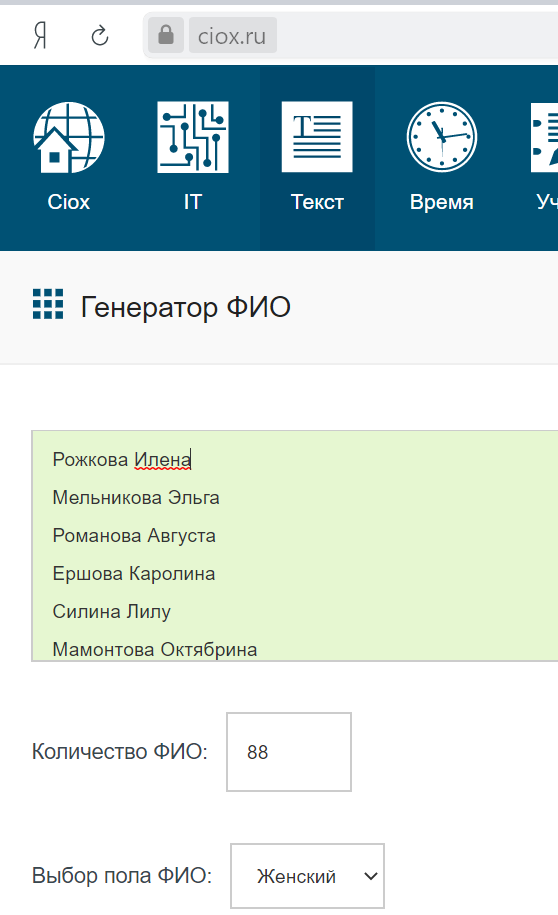 Я
ciox.ru
Ciox
IT
Текст
Время
Уч
Генератор ФИО
Рожкова Илена
Мельникова Эльга
Романова Августа
Ершова Каролина
Силина Лилу
Мамонтова Октябрина
Количество ФИО: 88
Выбор пола ФИО: Женский